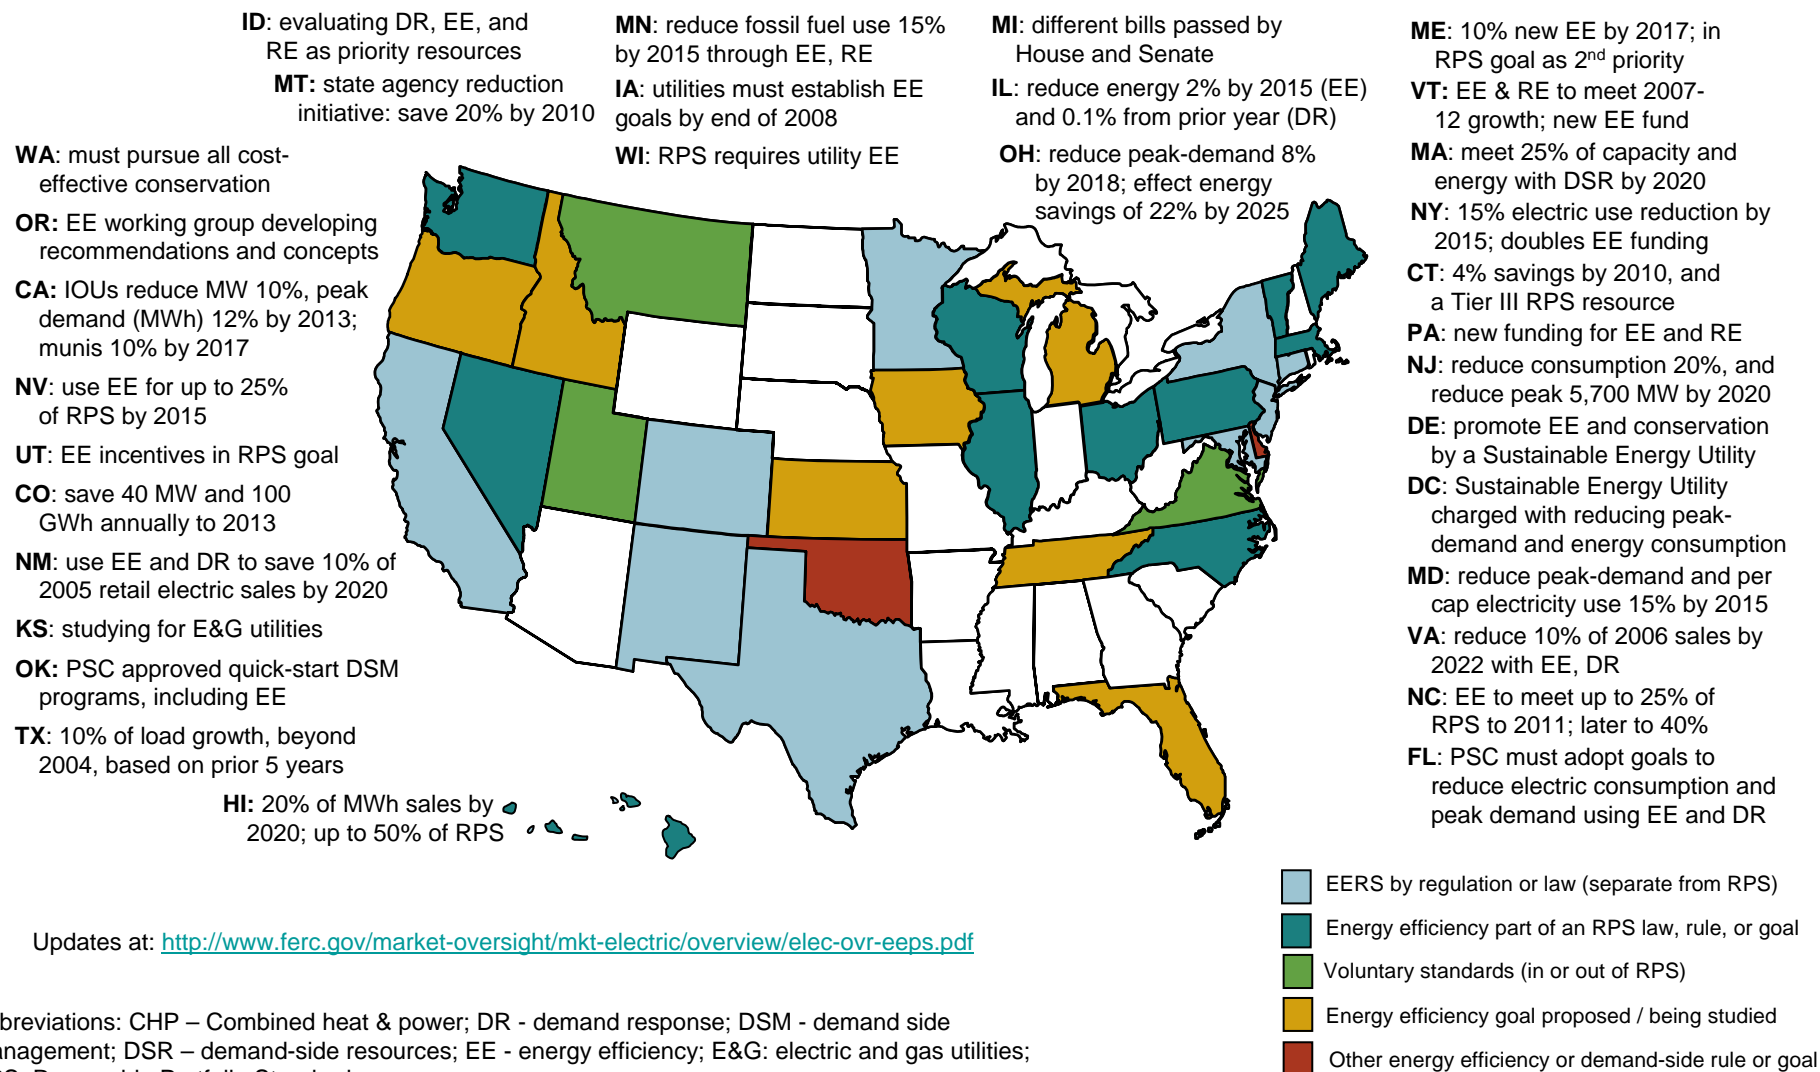 ID: evaluating DR, EE, and
RE as priority resources
MT: state agency reduction
initiative: save 20% by 2010
MN: reduce fossil fuel use 15%
by 2015 through EE, RE
IA: utilities must establish EE
goals by end of 2008
WI: RPS requires utility EE
MI: different bills passed by
House and Senate
IL: reduce energy 2% by 2015 (EE)
and 0.1% from prior year (DR)
OH: reduce peak-demand 8%
by 2018; effect energy
savings of 22% by 2025
WA: must pursue all cost-
effective conservation
OR: EE working group developing
recommendations and concepts
CA: IOUs reduce MW 10%, peak
demand (MWh) 12% by 2013;
munis 10% by 2017
NV: use EE for up to 25%
of RPS by 2015
UT: EE incentives in RPS goal
CO: save 40 MW and 100
GWh annually to 2013
NM: use EE and DR to save 10% of
2005 retail electric sales by 2020
KS: studying for E&G utilities
OK: PSC approved quick-start DSM
programs, including EE
TX: 10% of load growth, beyond
2004, based on prior 5 years
HI: 20% of MWh sales by
2020; up to 50% of RPS
ME: 10% new EE by 2017; in
RPS goal as 2nd priority
VT: EE & RE to meet 2007-
12 growth; new EE fund
MA: meet 25% of capacity and
energy with DSR by 2020
NY: 15% electric use reduction by
2015; doubles EE funding
CT: 4% savings by 2010, and
a Tier III RPS resource
PA: new funding for EE and RE
NJ: reduce consumption 20%, and
reduce peak 5,700 MW by 2020
DE: promote EE and conservation
by a Sustainable Energy Utility
DC: Sustainable Energy Utility
charged with reducing peak-
demand and energy consumption
MD: reduce peak-demand and per
cap electricity use 15% by 2015
VA: reduce 10% of 2006 sales by
2022 with EE, DR
NC: EE to meet up to 25% of
RPS to 2011; later to 40%
FL: PSC must adopt goals to
reduce electric consumption and
peak demand using EE and DR
EERS by regulation or law (separate from RPS)
Energy efficiency part of an RPS law, rule, or goal
Voluntary standards (in or out of RPS)
Energy efficiency goal proposed / being studied
Other energy efficiency or demand-side rule or goal
Updates at: http://www.ferc.gov/market-oversight/mkt-electric/overview/elec-ovr-eeps.pdf
breviations: CHP – Combined heat & power; DR - demand response; DSM - demand side
nagement; DSR – demand-side resources; EE - energy efficiency; E&G: electric and gas utilities;